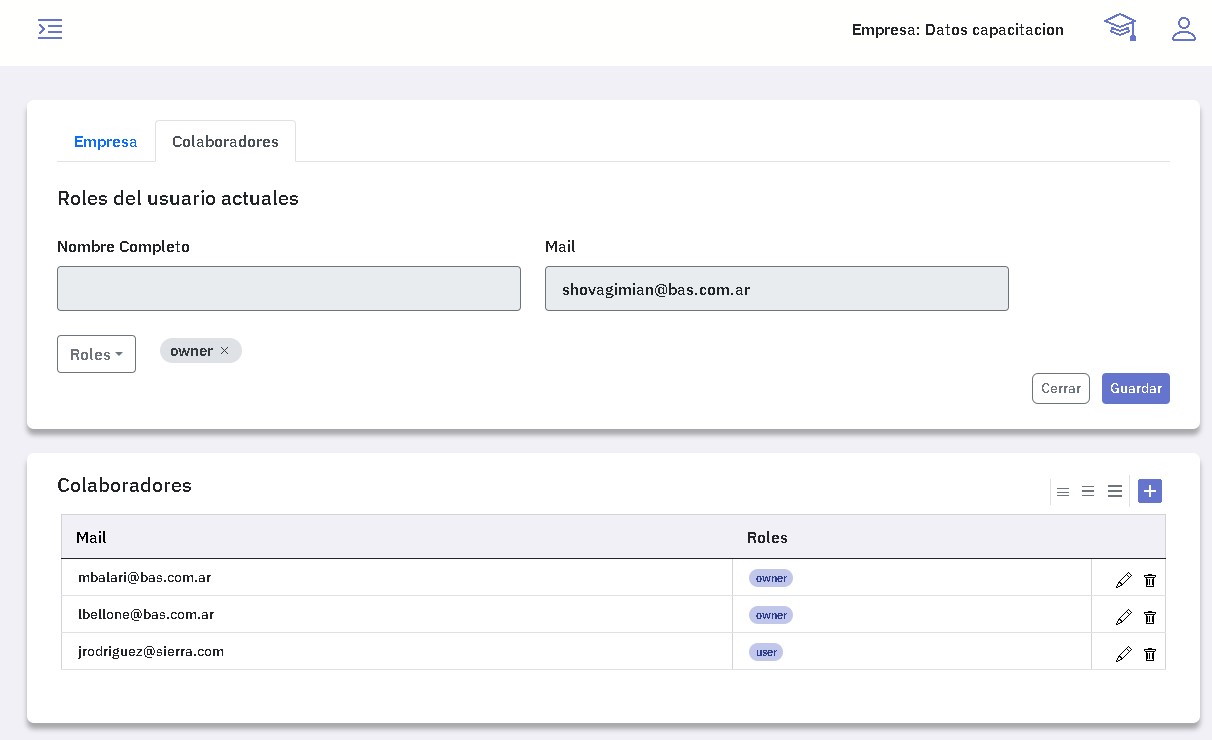 Empresa: Datos capacitacion
Empresa Colaboradores
Roles del usuario actuales
Nombre Completo Mail
shovagimian@bas.com.ar
Roles owner ×
Cerrar Guardar
Colaboradores
Mail Roles
mbalari@bas.com.ar owner
lbellone@bas.com.ar owner
jrodriguez@sierra.com user